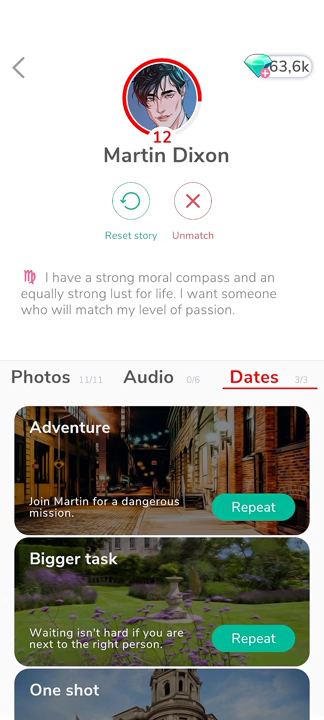 63,6k
12
Martin Dixon
Reset story
Unmatch
♍ I have a strong moral compass and an
equally strong lust for life. I want someone
who will match my level of passion.
Photos 11/11 Audio 0/6 Dates 3/3
Adventure
Join Martin for a dangerous
mission.
Repeat
Bigger task
Waiting isn't hard if you are
next to the right person.
Repeat
One shot